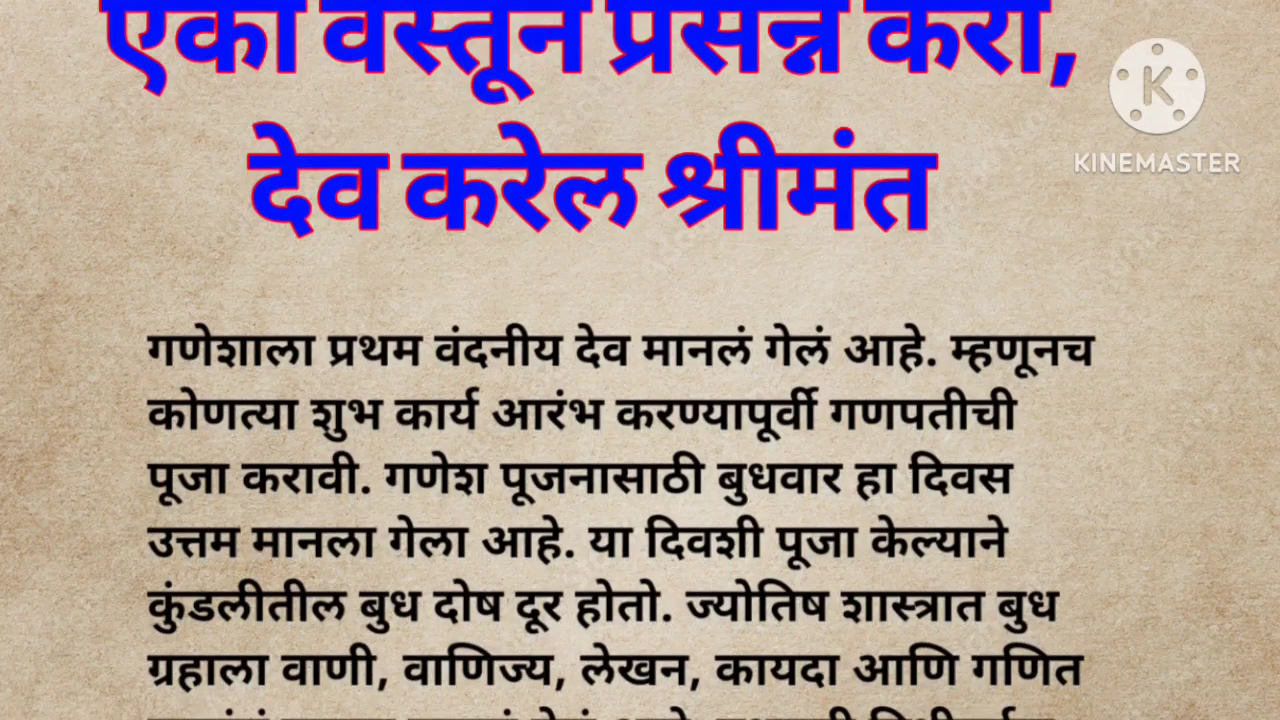 एका वस्तून प्रसन्न करा,
देव करेल श्रीमंत
KINEMASTER
गणेशाला प्रथम वंदनीय देव मानलं गेलं आहे. म्हणूनच
कोणत्या शुभ कार्य आरंभ करण्यापूर्वी गणपतीची
पूजा करावी. गणेश पूजनासाठी बुधवार हा दिवस
उत्तम मानला गेला आहे. या दिवशी पूजा केल्याने
कुंडलीतील बुध दोष दूर होतो. ज्योतिष शास्त्रात बुध
ग्रहाला वाणी, वाणिज्य, लेखन, कायदा आणि गणित